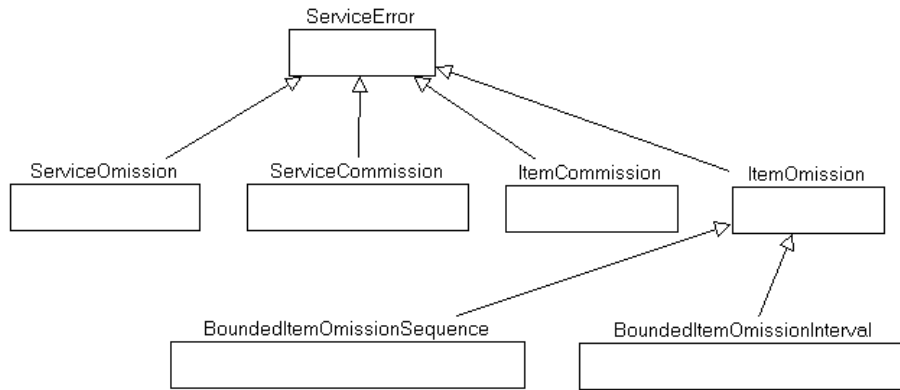 ServiceError
ServiceOmission
ServiceCommission
ItemCommission
ItemOmission
BoundedItemOmissionSequence
BoundedItemOmissionInterval